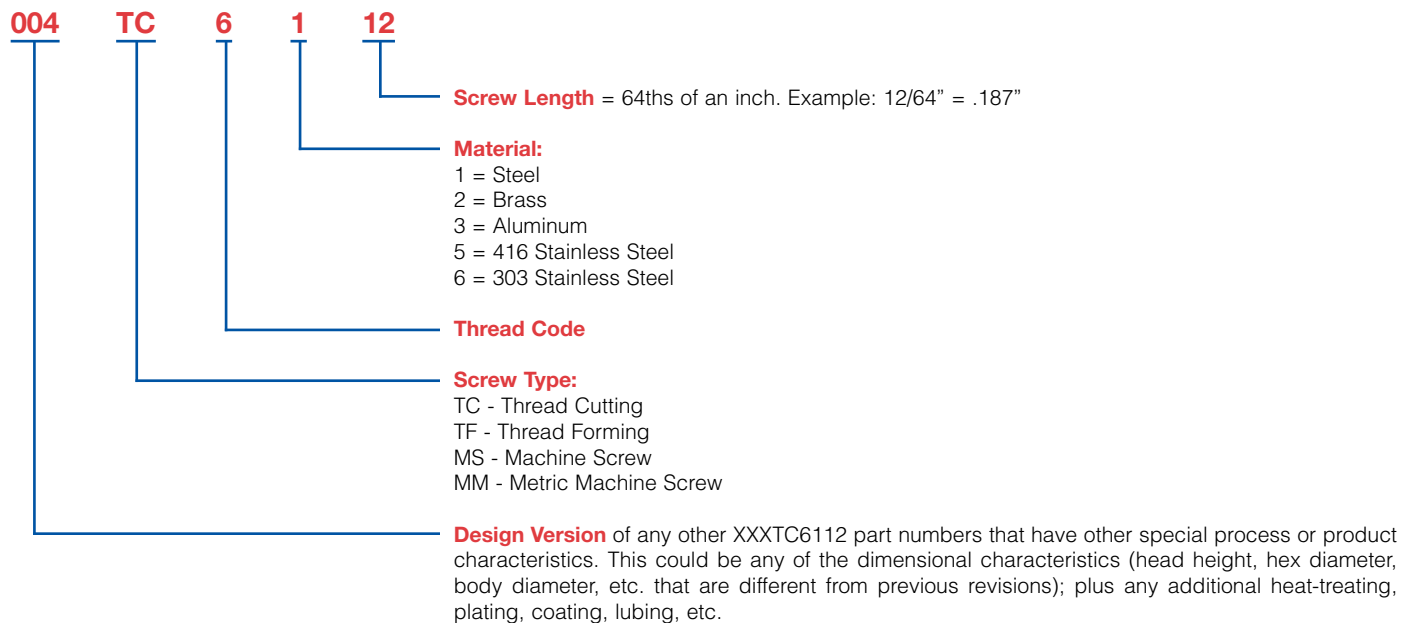 004 TC 6 1 12
Screw Length = 64ths of an inch. Example: 12/64” = .187”
Material:
1 = Steel
2 = Brass
3 = Aluminum
5 = 416 Stainless Steel
6 = 303 Stainless Steel
Thread Code
Screw Type:
TC - Thread Cutting
TF - Thread Forming
MS - Machine Screw
MM - Metric Machine Screw
Design Version of any other XXXTC6112 part numbers that have other special process or product
characteristics. This could be any of the dimensional characteristics (head height, hex diameter,
body diameter, etc. that are different from previous revisions); plus any additional heat-treating,
plating, coating, lubing, etc.